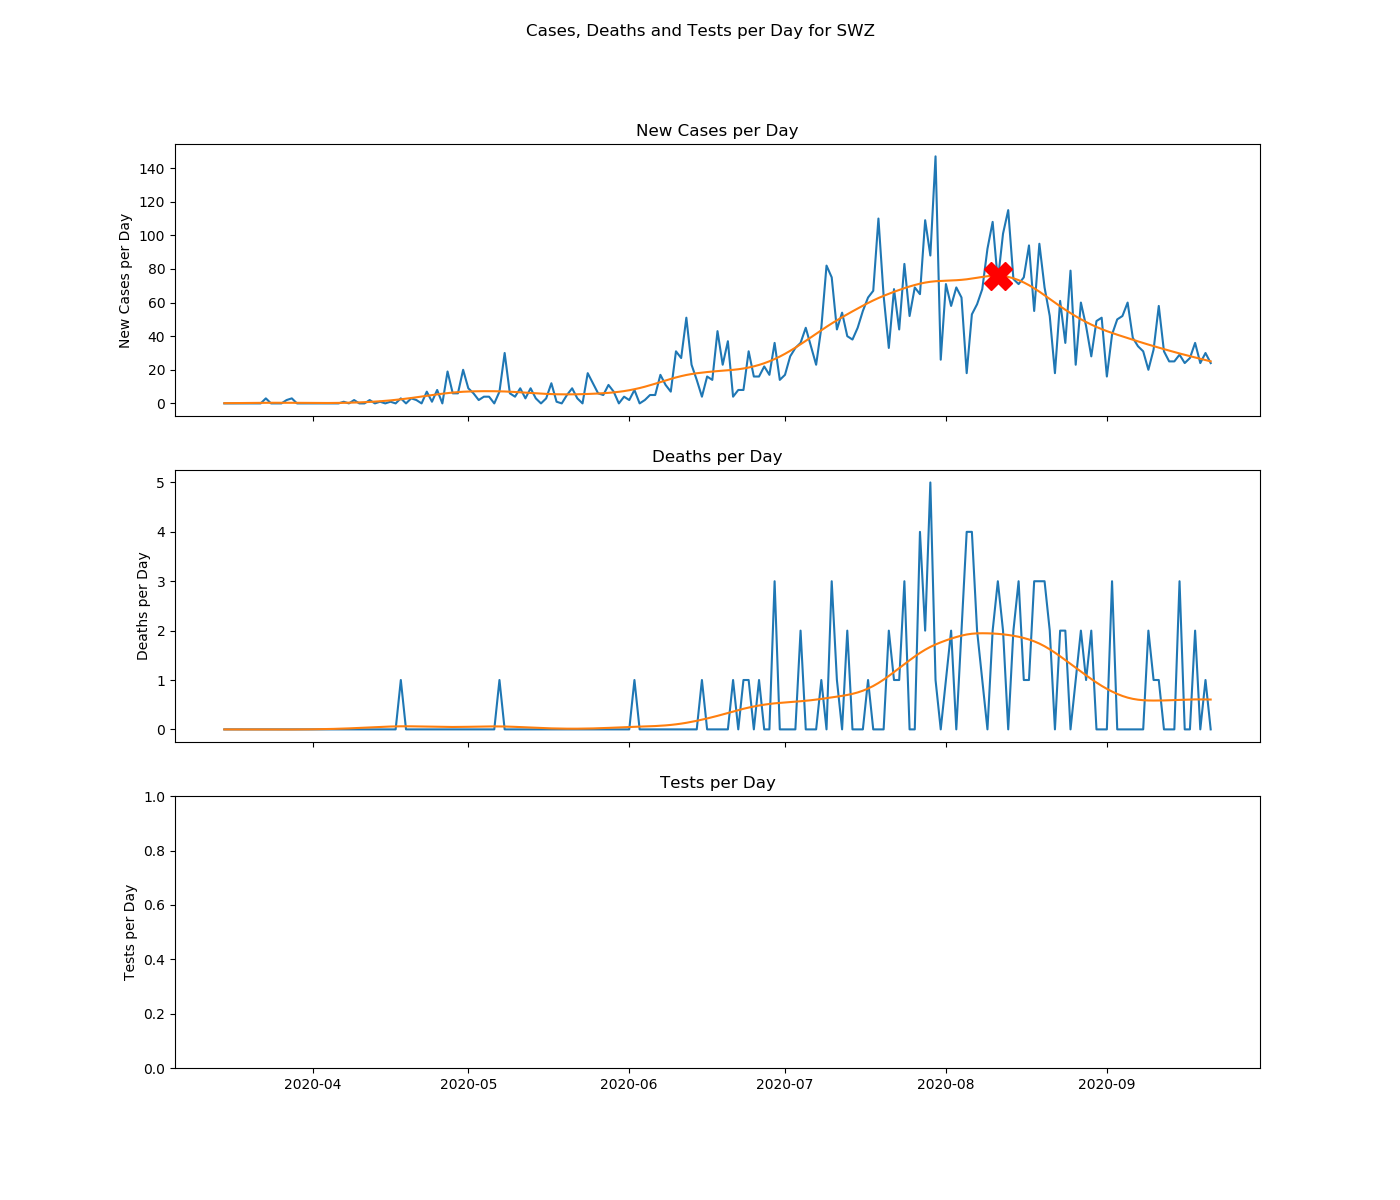 Cases, Deaths and Tests per Day for SWZ
New Cases per Day
New Cases per Day
140
120
100
80
60
40
20
0
Deaths per Day
Deaths per Day
5
4
3
2
1
0
Tests per Day
Tests per Day
1.0
0.8
0.6
0.4
0.2
0.0
2020-04 2020-05 2020-06 2020-07 2020-08 2020-09